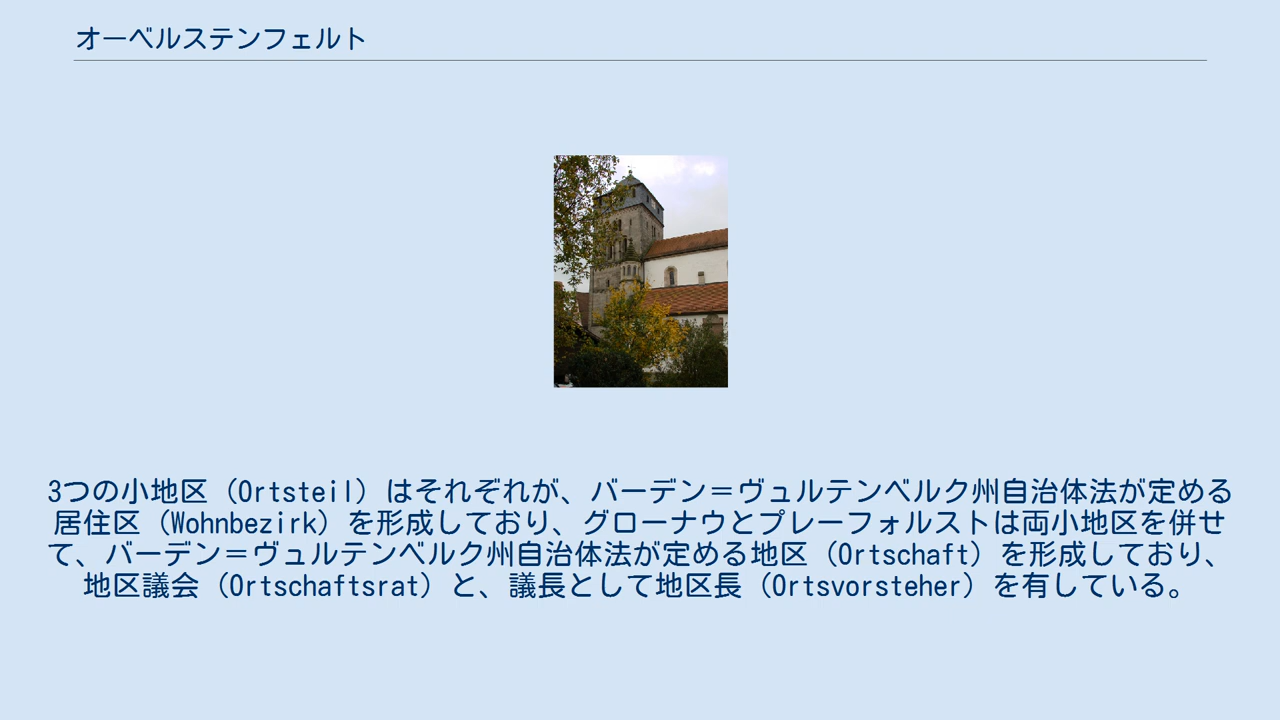 オーベルステンフェルト
3つの小地区（Ortsteil）はそれぞれが、バーデン＝ヴュルテンベルク州自治体法が定める
居住区（Wohnbezirk）を形成しており、グローナウとプレーフォルストは両小地区を併せ
て、バーデン＝ヴュルテンベルク州自治体法が定める地区（Ortschaft）を形成しており、
地区議会（Ortschaftsrat）と、議長として地区長（Ortsvorsteher）を有している。